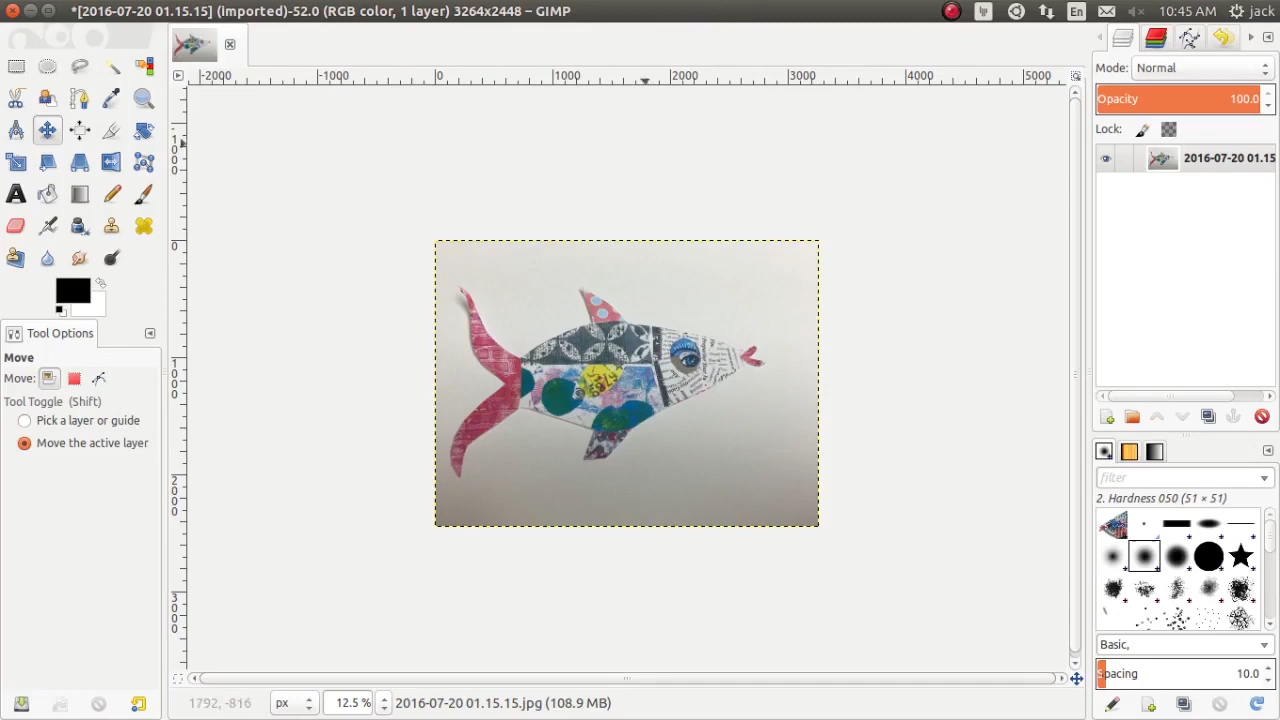 *[2016-07-20 01.15.15] (imported)-52.0 (RGB color, 1 layer) 3264x2448 – GIMP
En
10:45 AM
jack
-2000
-1000
0
1000
2000
3000
4000
5000
Mode: Normal
Opacity 100.0
Lock:
2016-07-20 01.15
0
1000
2000
3000
Tool Options
Move
Move:
Tool Toggle (Shift)
Pick a layer or guide
Move the active layer
filter
2. Hardness 050 (51 × 51)
Basic,
Spacing 10.0
1792, -816
px
12.5 %
2016-07-20 01.15.15.jpg (108.9 MB)